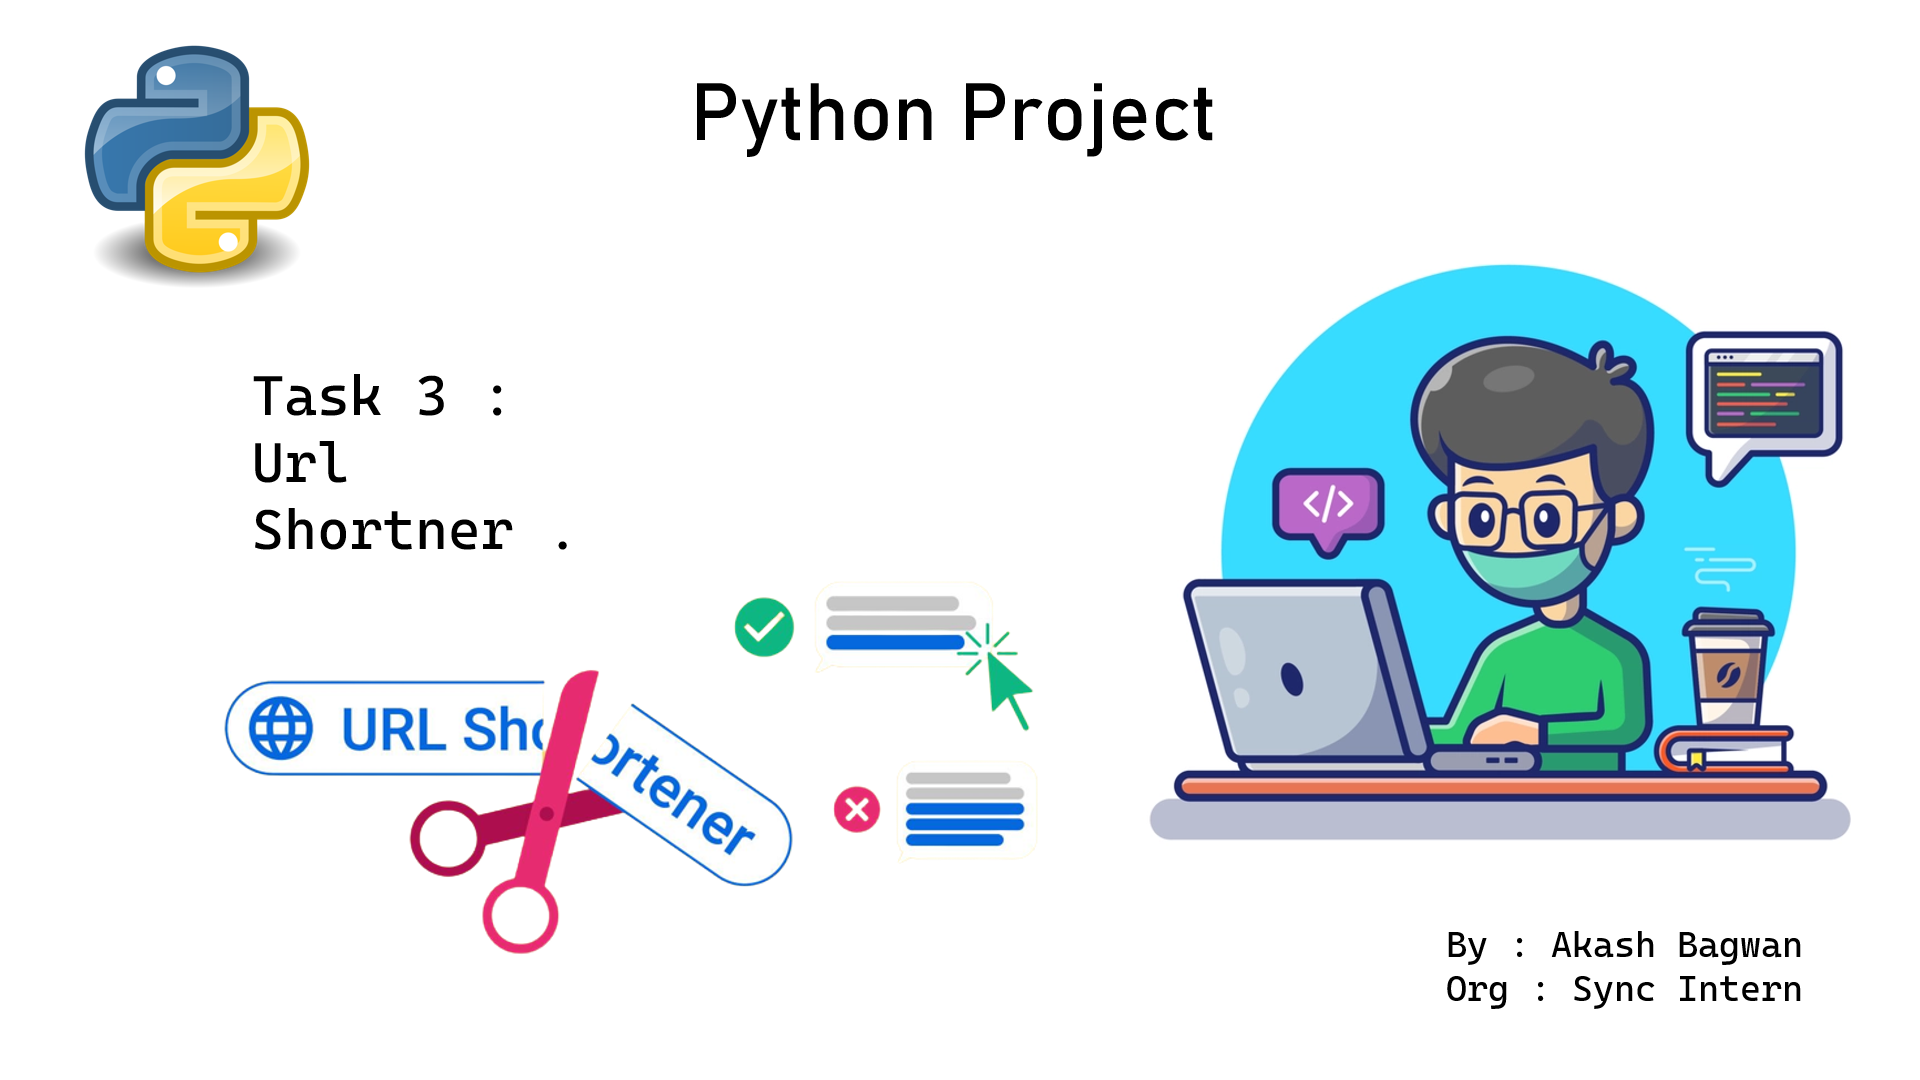 Python Project
Task 3 :
Url
Shortner .
URL Sho
ortener
</>
By : Akash Bagwan
Org : Sync Intern